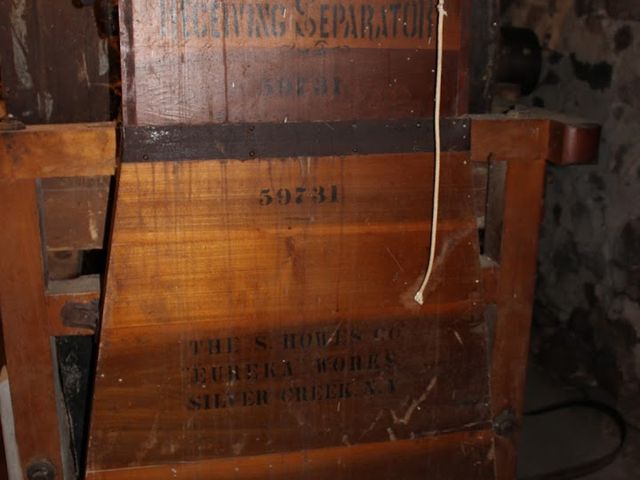 RECEIVING SEPARATOR
59731
59731
THE S. HOWES CO
"EUREKA" WORKS
SILVER CREEK, N.Y